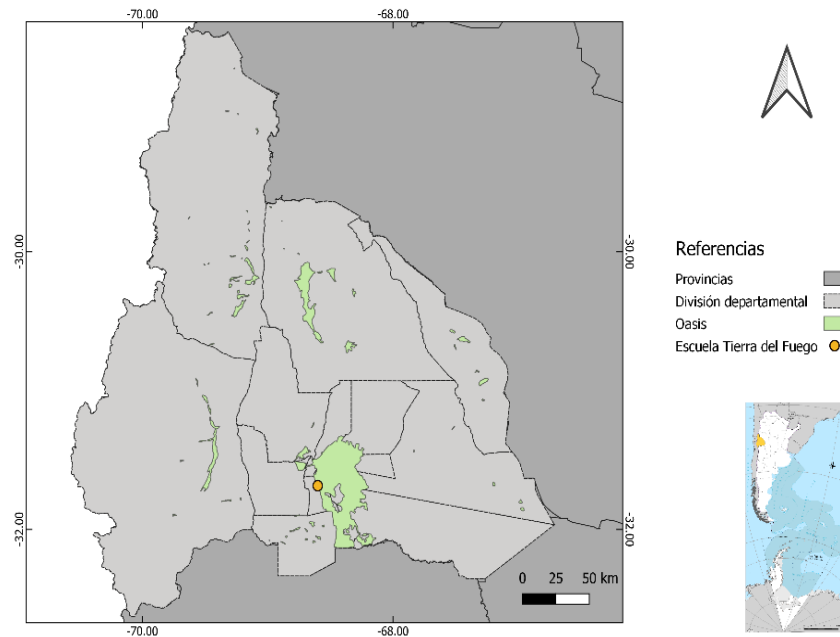 -70.00
-68.00
-30.00
-30.00
-32.00
-32.00
0 25 50 km
-70.00
-68.00
Referencias
Provincias
División departamental
Oasis
Escuela Tierra del Fuego